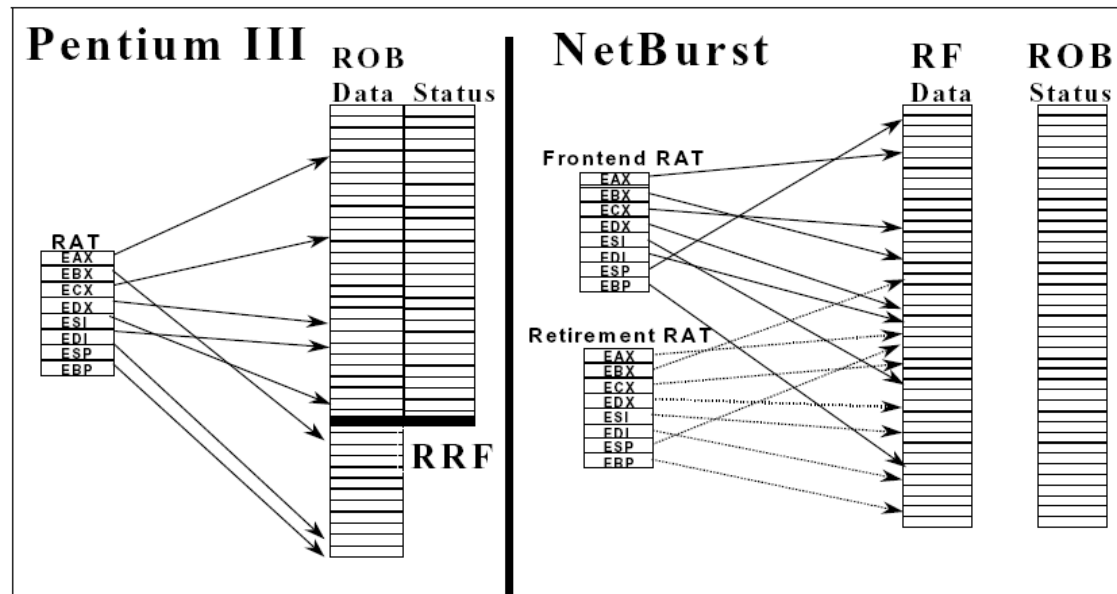 Pentium III
ROB
Data Status
RAT
EAX
EBX
ECX
EDX
ESI
EDI
ESP
EBP
RRF
NetBurst
RF
ROB
Data
Status
Frontend RAT
EAX
EBX
ECX
EDX
ESI
EDI
ESP
EBP
Retirement RAT
EAX
EBX
ECX
EDX
ESI
EDI
ESP
EBP